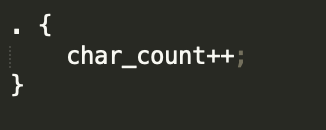 . {
    char_count++;
}